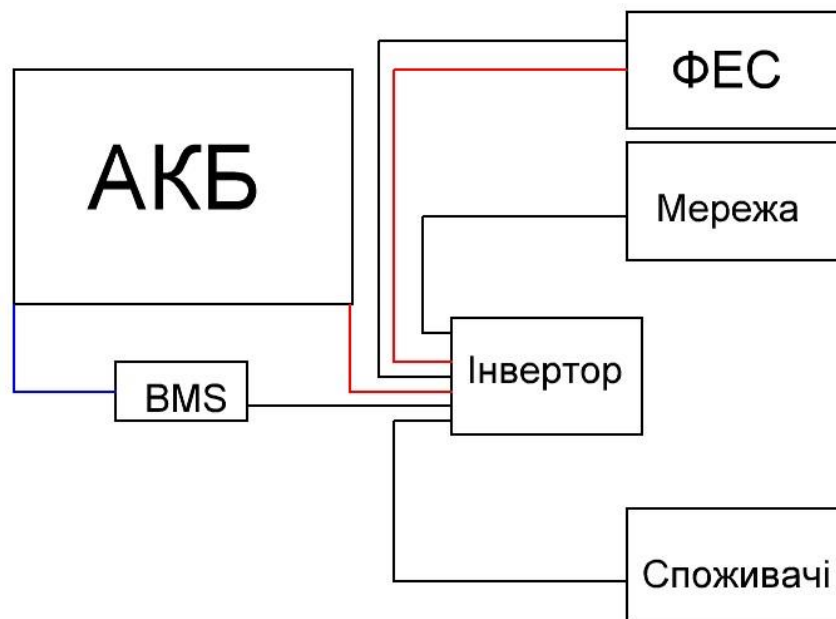 ФЕС
АКБ
Мережа
Інвертор
BMS
Споживачі